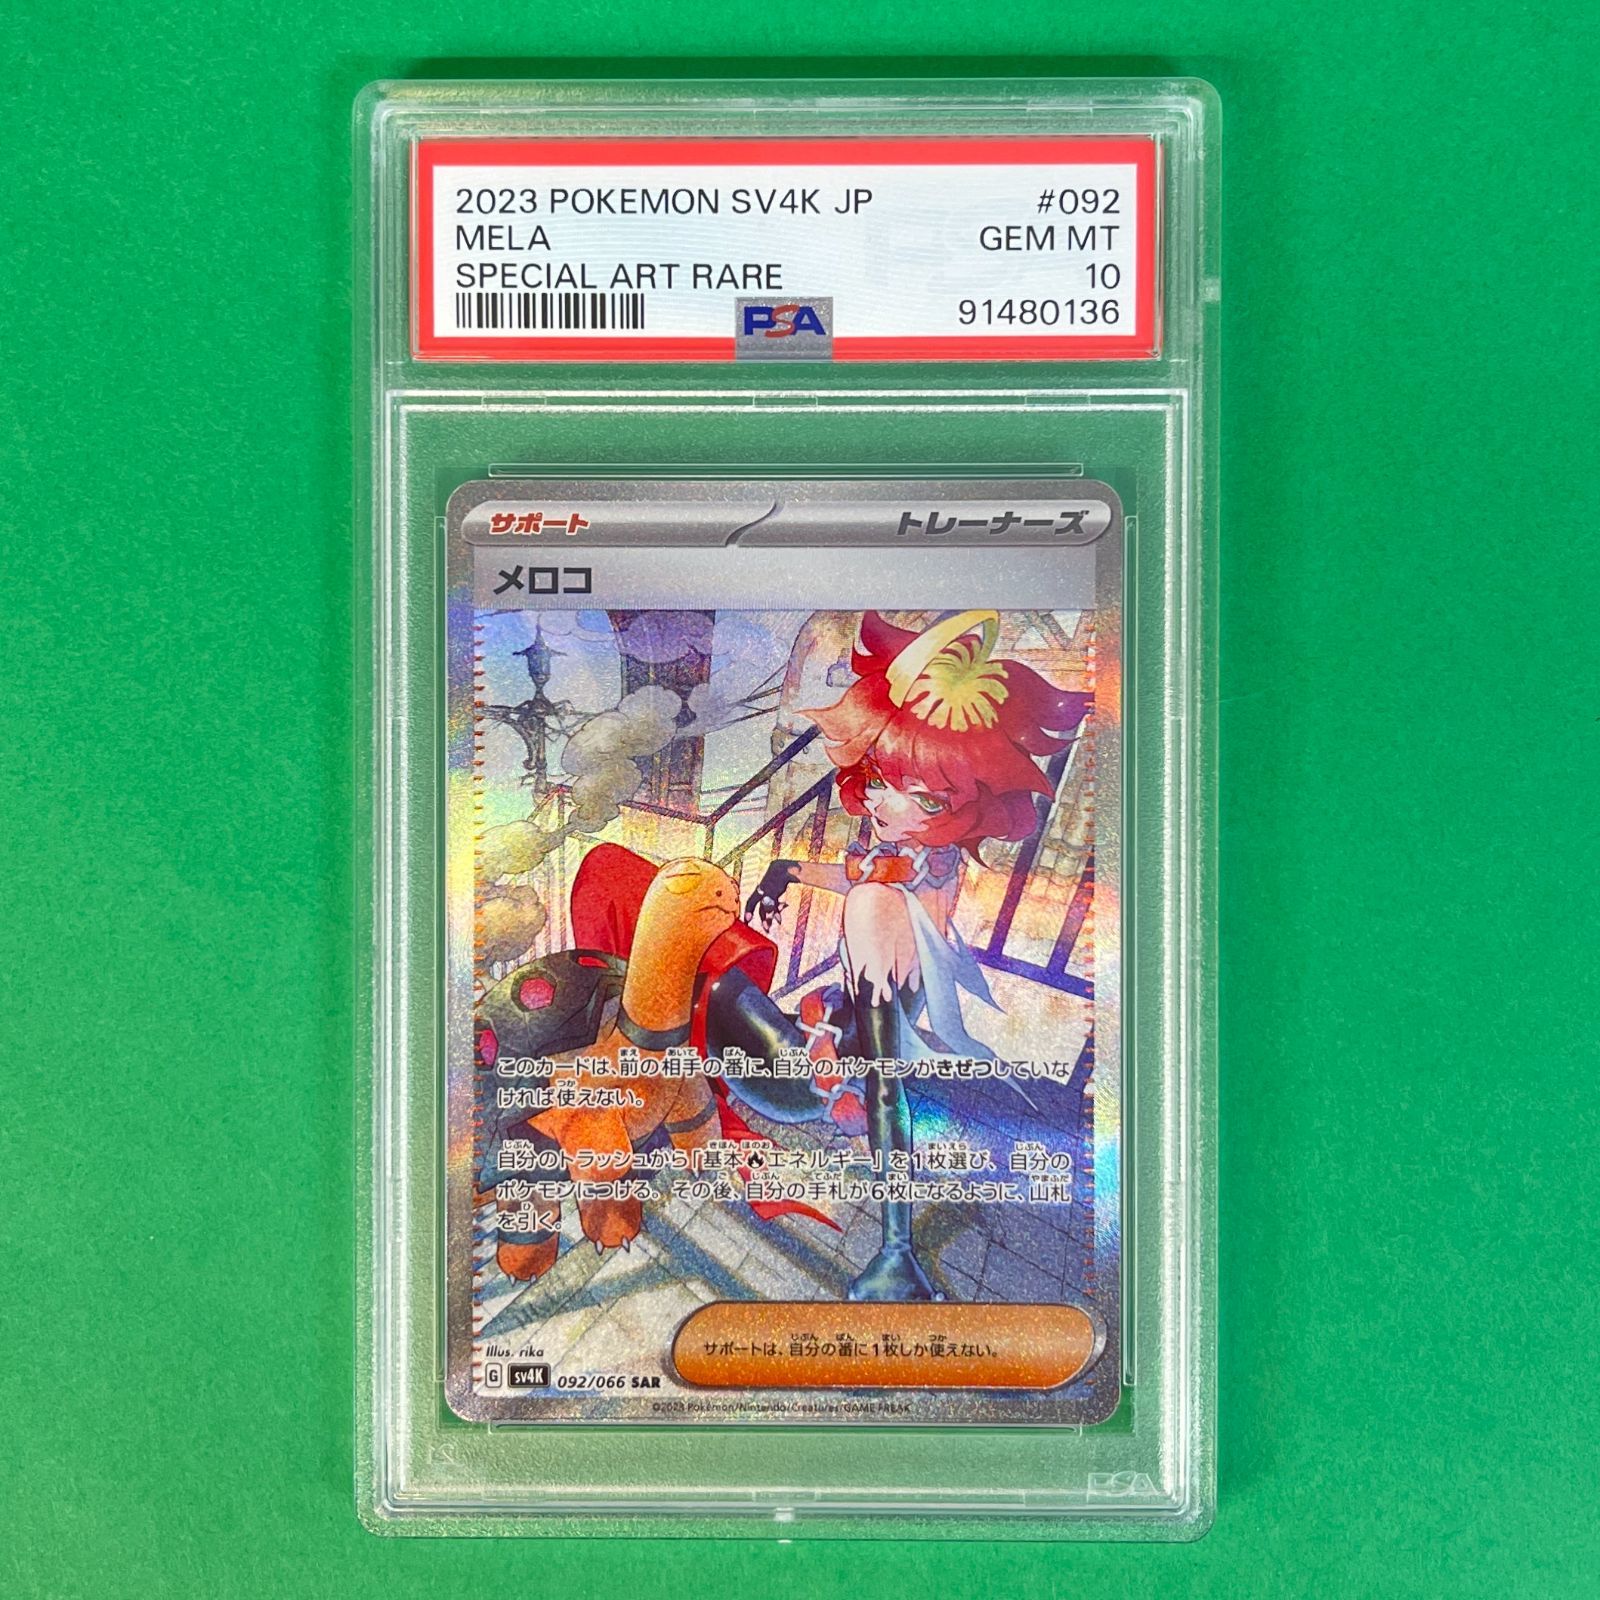 2023 POKEMON SV4K JP #092
MELA GEM MT
SPECIAL ART RARE 10
PSA 91480136
サポート トレーナーズ
メロコ
このカードは、前の相手の番に、自分のポケモンがきぜつしていな
ければ使えない。
自分のトラッシュから「基本🔥エネルギー」を1枚選び、自分の
ポケモンにつける。その後、自分の手札が6枚になるように、山札
を引く。
サポートは、自分の番に1枚しか使えない。
Illus. rika
G sv4K 092/066 SAR
©2023 Pokémon/Nintendo/Creatures/GAME FREAK
PSA